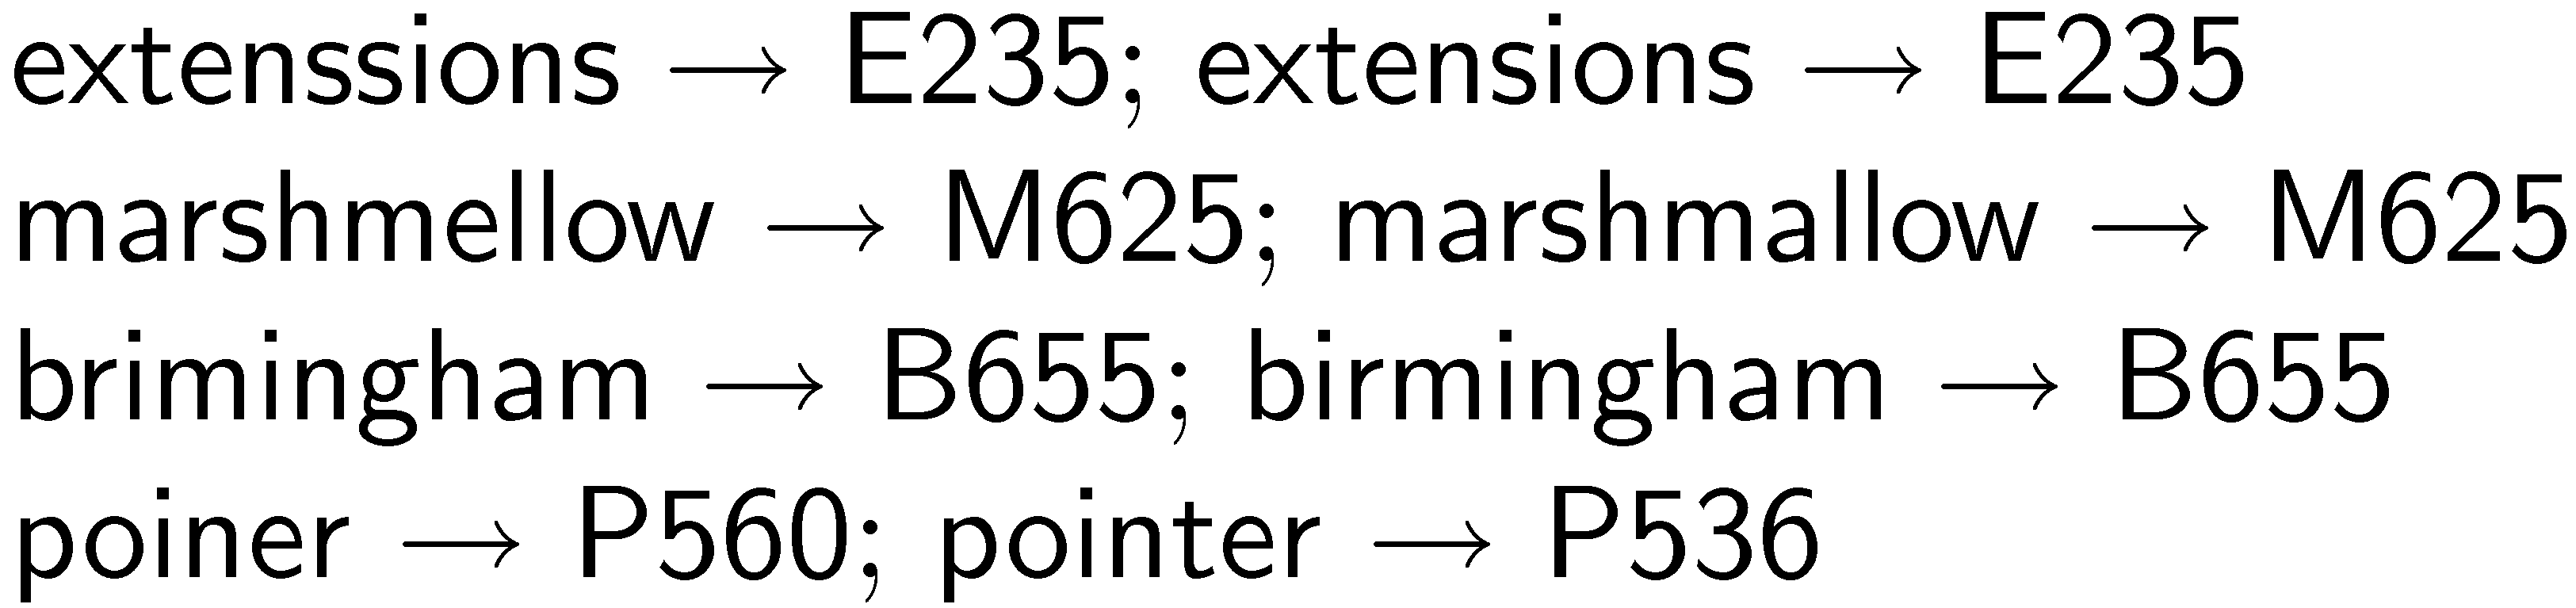 extenssions → E235; extensions → E235
marshmellow → M625; marshmallow → M625
brimingham → B655; birmingham → B655
poiner → P560; pointer → P536